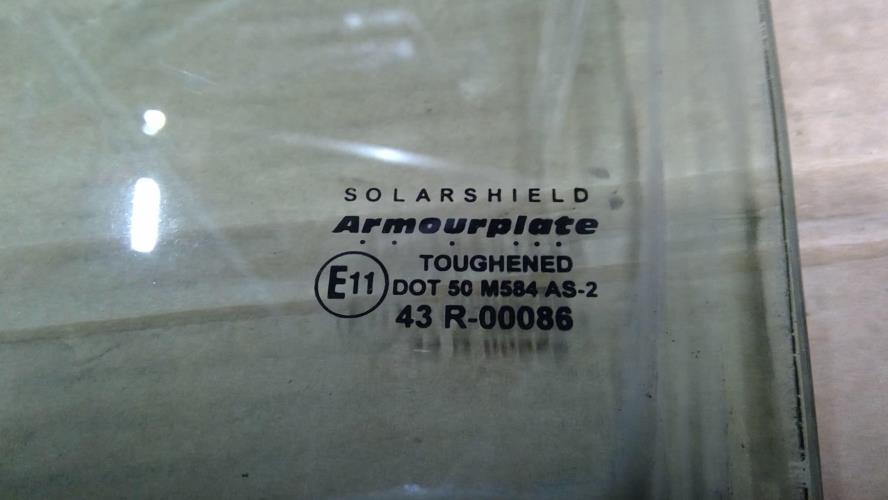 SOLARSHIELD
Armourplate
TOUGHENED
E11 DOT 50 M584 AS-2
43 R-00086